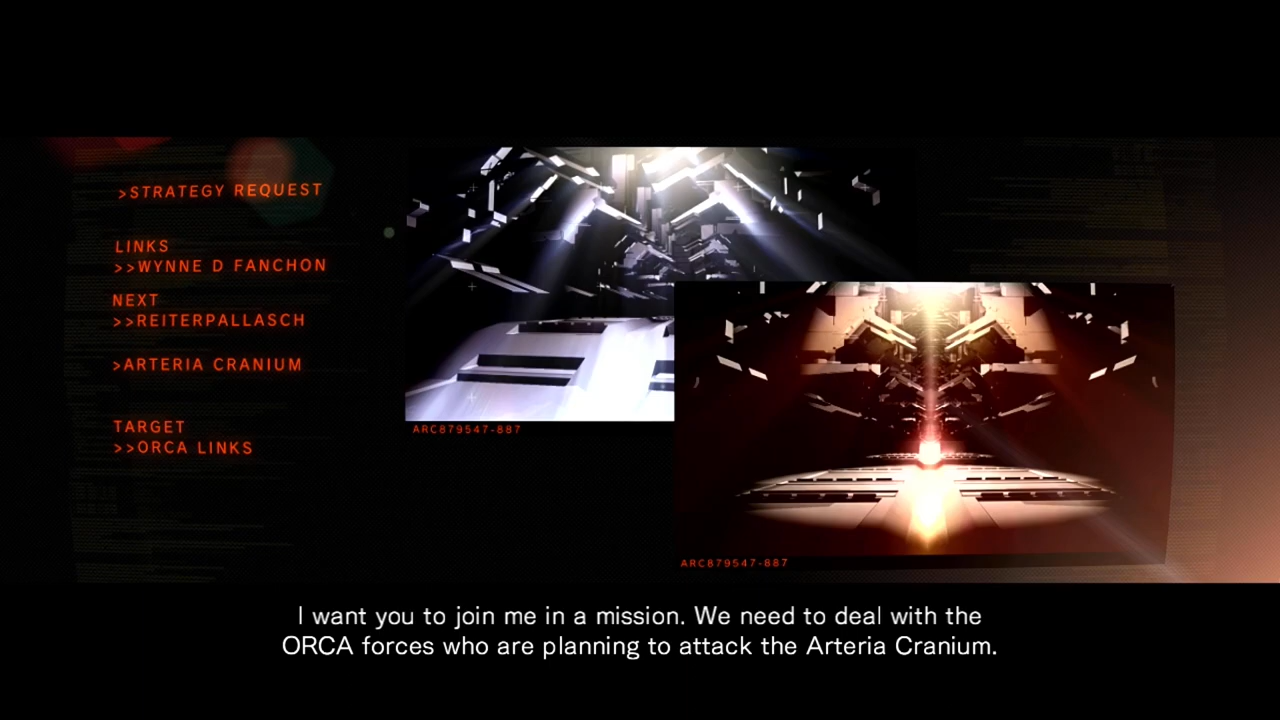 >STRATEGY REQUEST
LINKS
>>WYNNE D FANCHON
NEXT
>>REITERPALLASCH
>ARTERIA CRANIUM
TARGET
>>ORCA LINKS
ARC879547-887
ARC879547-887
I want you to join me in a mission. We need to deal with the
ORCA forces who are planning to attack the Arteria Cranium.